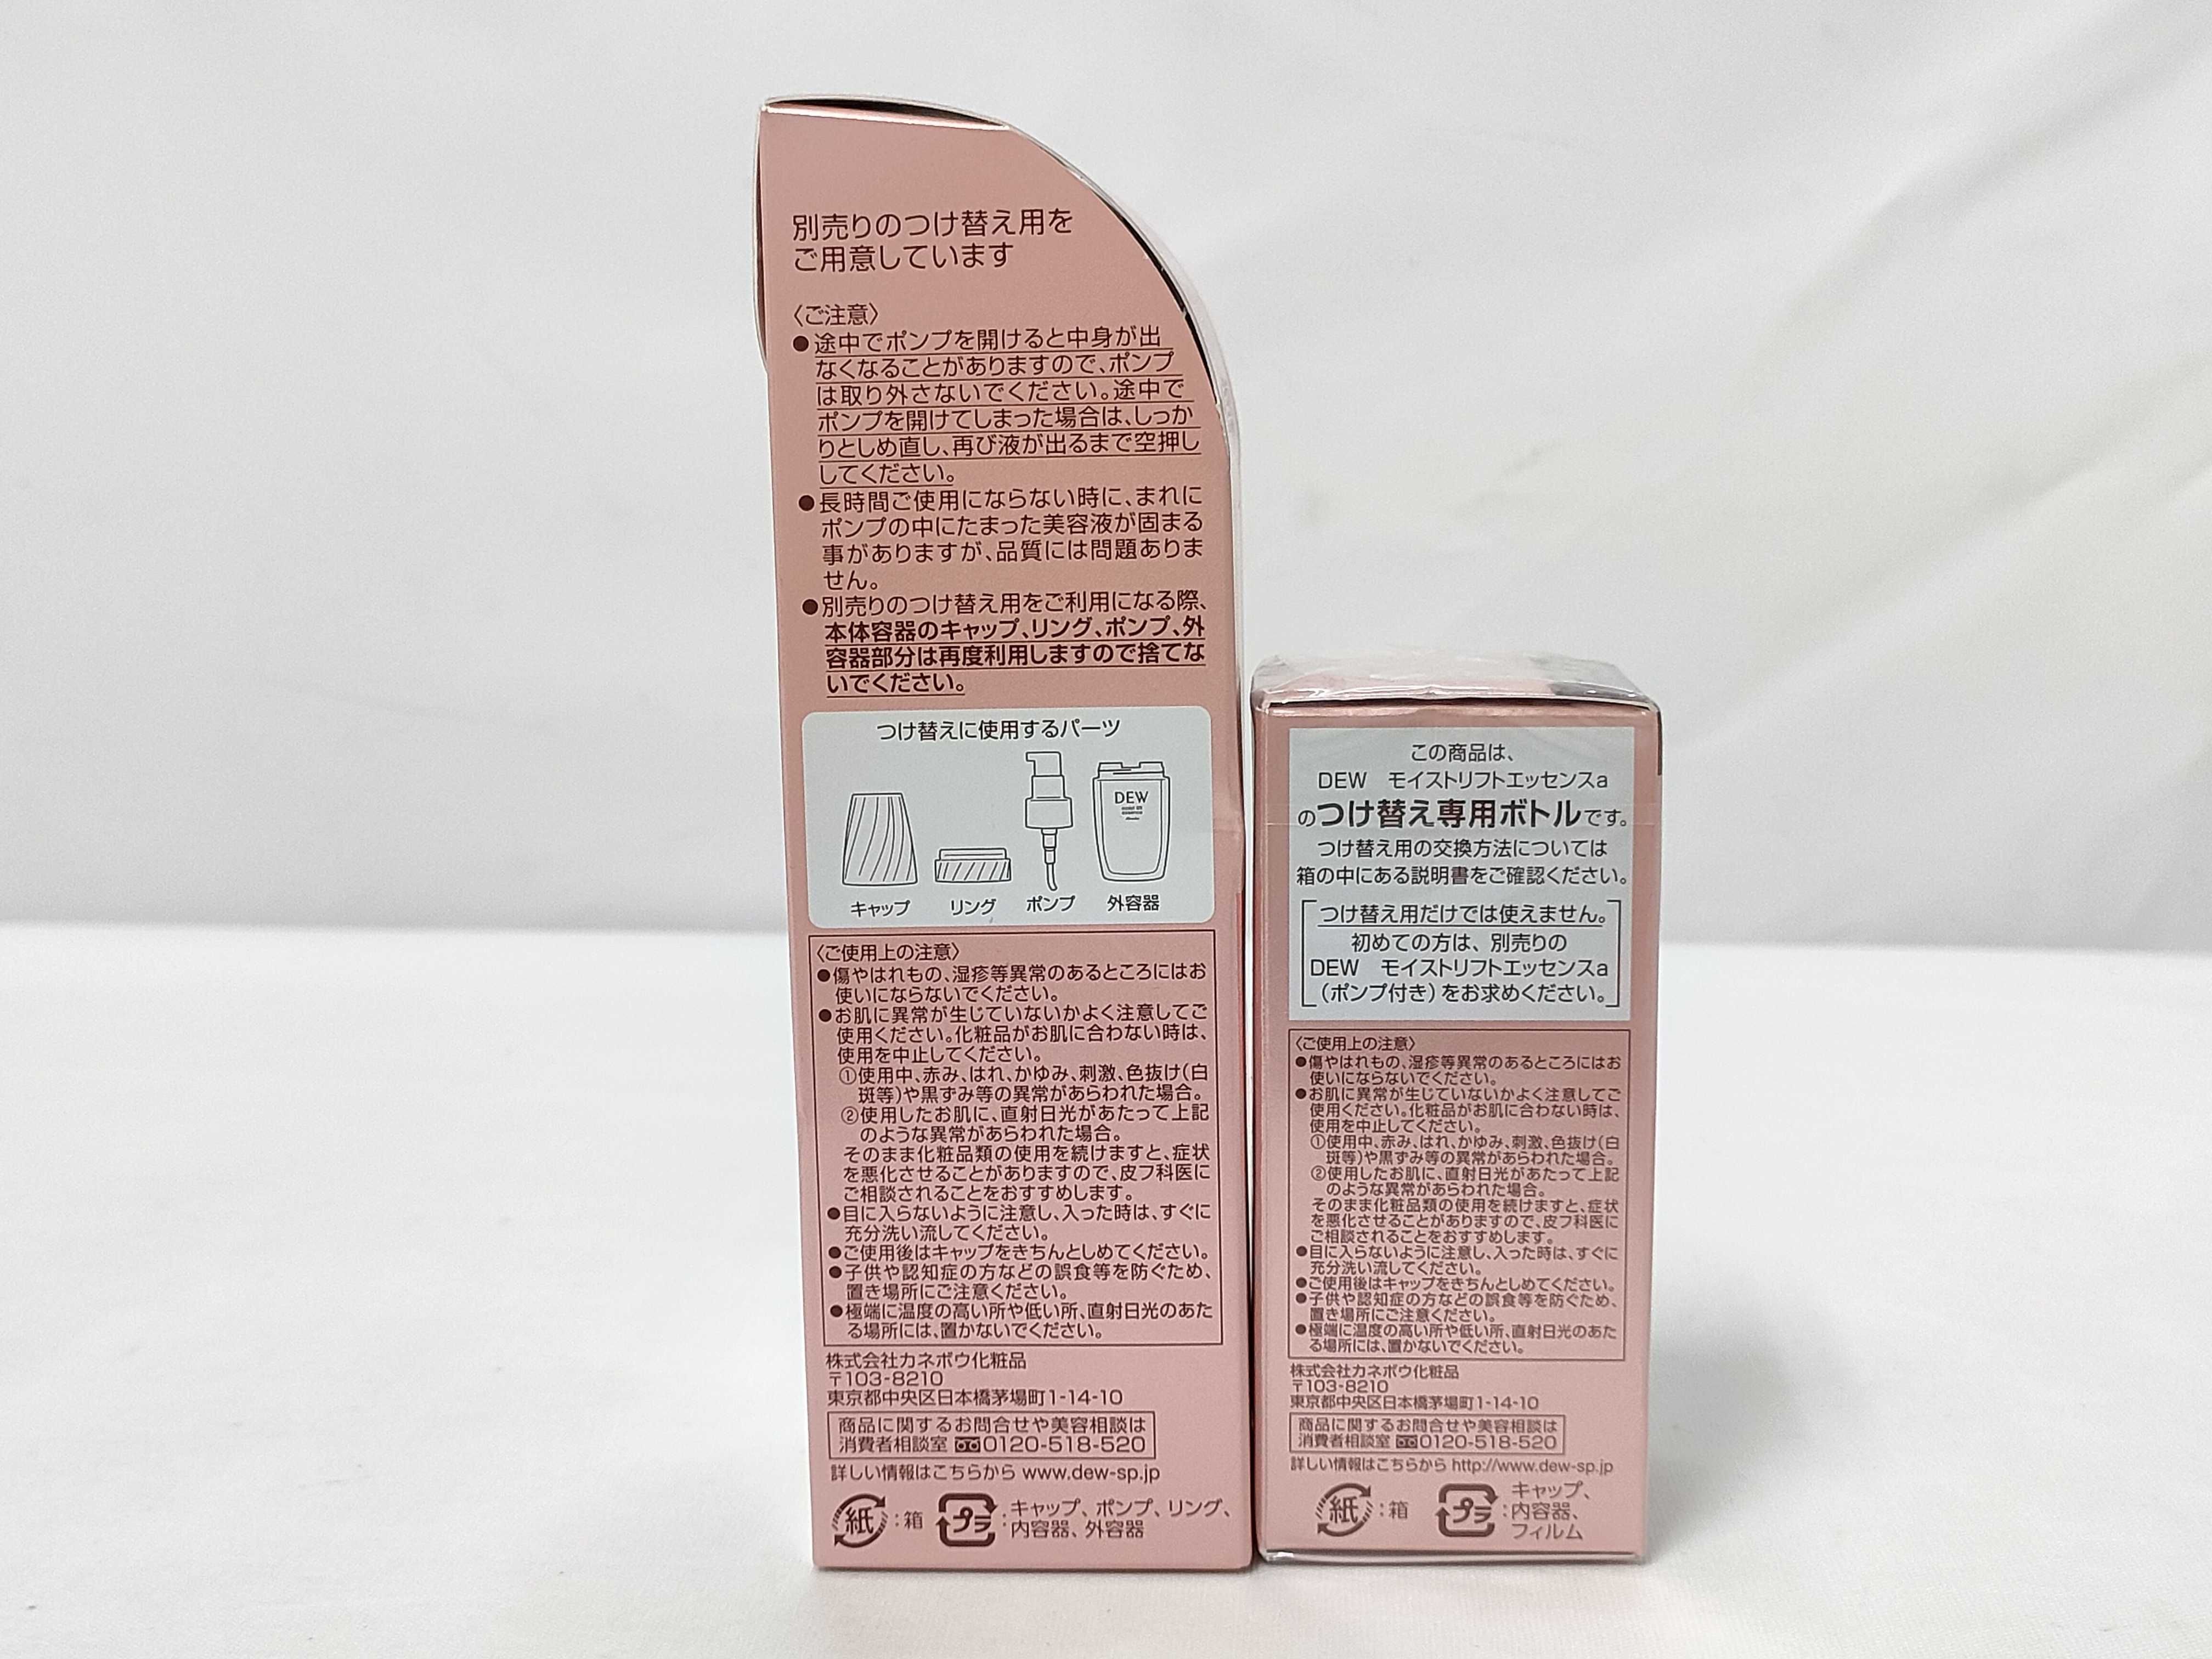 別売りのつけ替え用を
ご用意しています
〈ご注意〉
●途中でポンプを開けると中身が出
なくなることがありますので、ポンプ
は取り外さないでください。途中で
ポンプを開けてしまった場合は、しっか
りとしめ直し、再び液が出るまで空押し
してください。
●長時間ご使用にならない時に、まれに
ポンプの中にたまった美容液が固まる
事がありますが、品質には問題ありま
せん。
●別売りのつけ替え用をご利用になる際、
本体容器のキャップ、リング、ポンプ、外
容器部分は再度利用しますので捨てな
いでください。
つけ替えに使用するパーツ
DEW
キャップ リング ポンプ 外容器
〈ご使用上の注意〉
●傷やはれもの、湿疹等異常のあるところにはお
使いにならないでください。
●お肌に異常が生じていないかよく注意してご
使用ください。化粧品がお肌に合わない時は、
使用を中止してください。
①使用中、赤み、はれ、かゆみ、刺激、色抜け(白
斑等)や黒ずみ等の異常があらわれた場合。
②使用したお肌に、直射日光があたって上記
のような異常があらわれた場合。
そのまま化粧品類の使用を続けますと、症状
を悪化させることがありますので、皮フ科医に
ご相談されることをおすすめします。
●目に入らないように注意し、入った時は、すぐに
充分洗い流してください。
●ご使用後はキャップをきちんとしめてください。
●子供や認知症の方などの誤食等を防ぐため、
置き場所にご注意ください。
●極端に温度の高い所や低い所、直射日光のあた
る場所には、置かないでください。
株式会社カネボウ化粧品
〒103-8210
東京都中央区日本橋茅場町1-14-10
商品に関するお問合せや美容相談は
消費者相談室 0120-518-520
詳しい情報はこちらから www.dew-sp.jp
紙:箱 プラ:キャップ、ポンプ、リング、
内容器、外容器
この商品は、
DEW モイストリフトエッセンスa
のつけ替え専用ボトルです。
つけ替え用の交換方法については
箱の中にある説明書をご確認ください。
つけ替え用だけでは使えません。
初めての方は、別売りの
DEW モイストリフトエッセンスa
(ポンプ付き)をお求めください。
〈ご使用上の注意〉
●傷やはれもの、湿疹等異常のあるところにはお
使いにならないでください。
●お肌に異常が生じていないかよく注意してご
使用ください。化粧品がお肌に合わない時は、
使用を中止してください。
①使用中、赤み、はれ、かゆみ、刺激、色抜け(白
斑等)や黒ずみ等の異常があらわれた場合。
②使用したお肌に、直射日光があたって上記
のような異常があらわれた場合。
そのまま化粧品類の使用を続けますと、症状
を悪化させることがありますので、皮フ科医に
ご相談されることをおすすめします。
●目に入らないように注意し、入った時は、すぐに
充分洗い流してください。
●ご使用後はキャップをきちんとしめてください。
●子供や認知症の方などの誤食等を防ぐため、
置き場所にご注意ください。
●極端に温度の高い所や低い所、直射日光のあた
る場所には、置かないでください。
株式会社カネボウ化粧品
〒103-8210
東京都中央区日本橋茅場町1-14-10
商品に関するお問合せや美容相談は
消費者相談室 0120-518-520
詳しい情報はこちらから http://www.dew-sp.jp
紙:箱 プラ:キャップ、
内容器、
フィルム